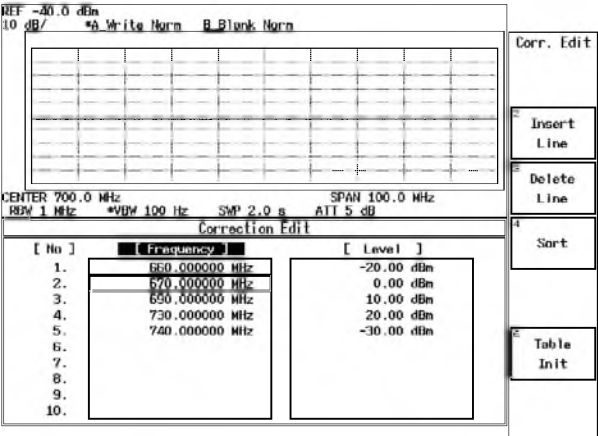 REF -40.0 dBm
10 dB/ *A_Write Norm B_Blank Norm
CENTER 700.0 MHz SPAN 100.0 MHz
RBW 1 MHz *VBW 100 Hz SWP 2.0 s ATT 5 dB
Correction Edit
[ No ] [ Frequency ] [ Level ]
1. 660.000000 MHz -20.00 dBm
2. 670.000000 MHz 0.00 dBm
3. 690.000000 MHz 10.00 dBm
4. 730.000000 MHz 20.00 dBm
5. 740.000000 MHz -30.00 dBm
6.
7.
8.
9.
10.
Corr. Edit
Insert
Line
Delete
Line
4
Sort
Table
Init